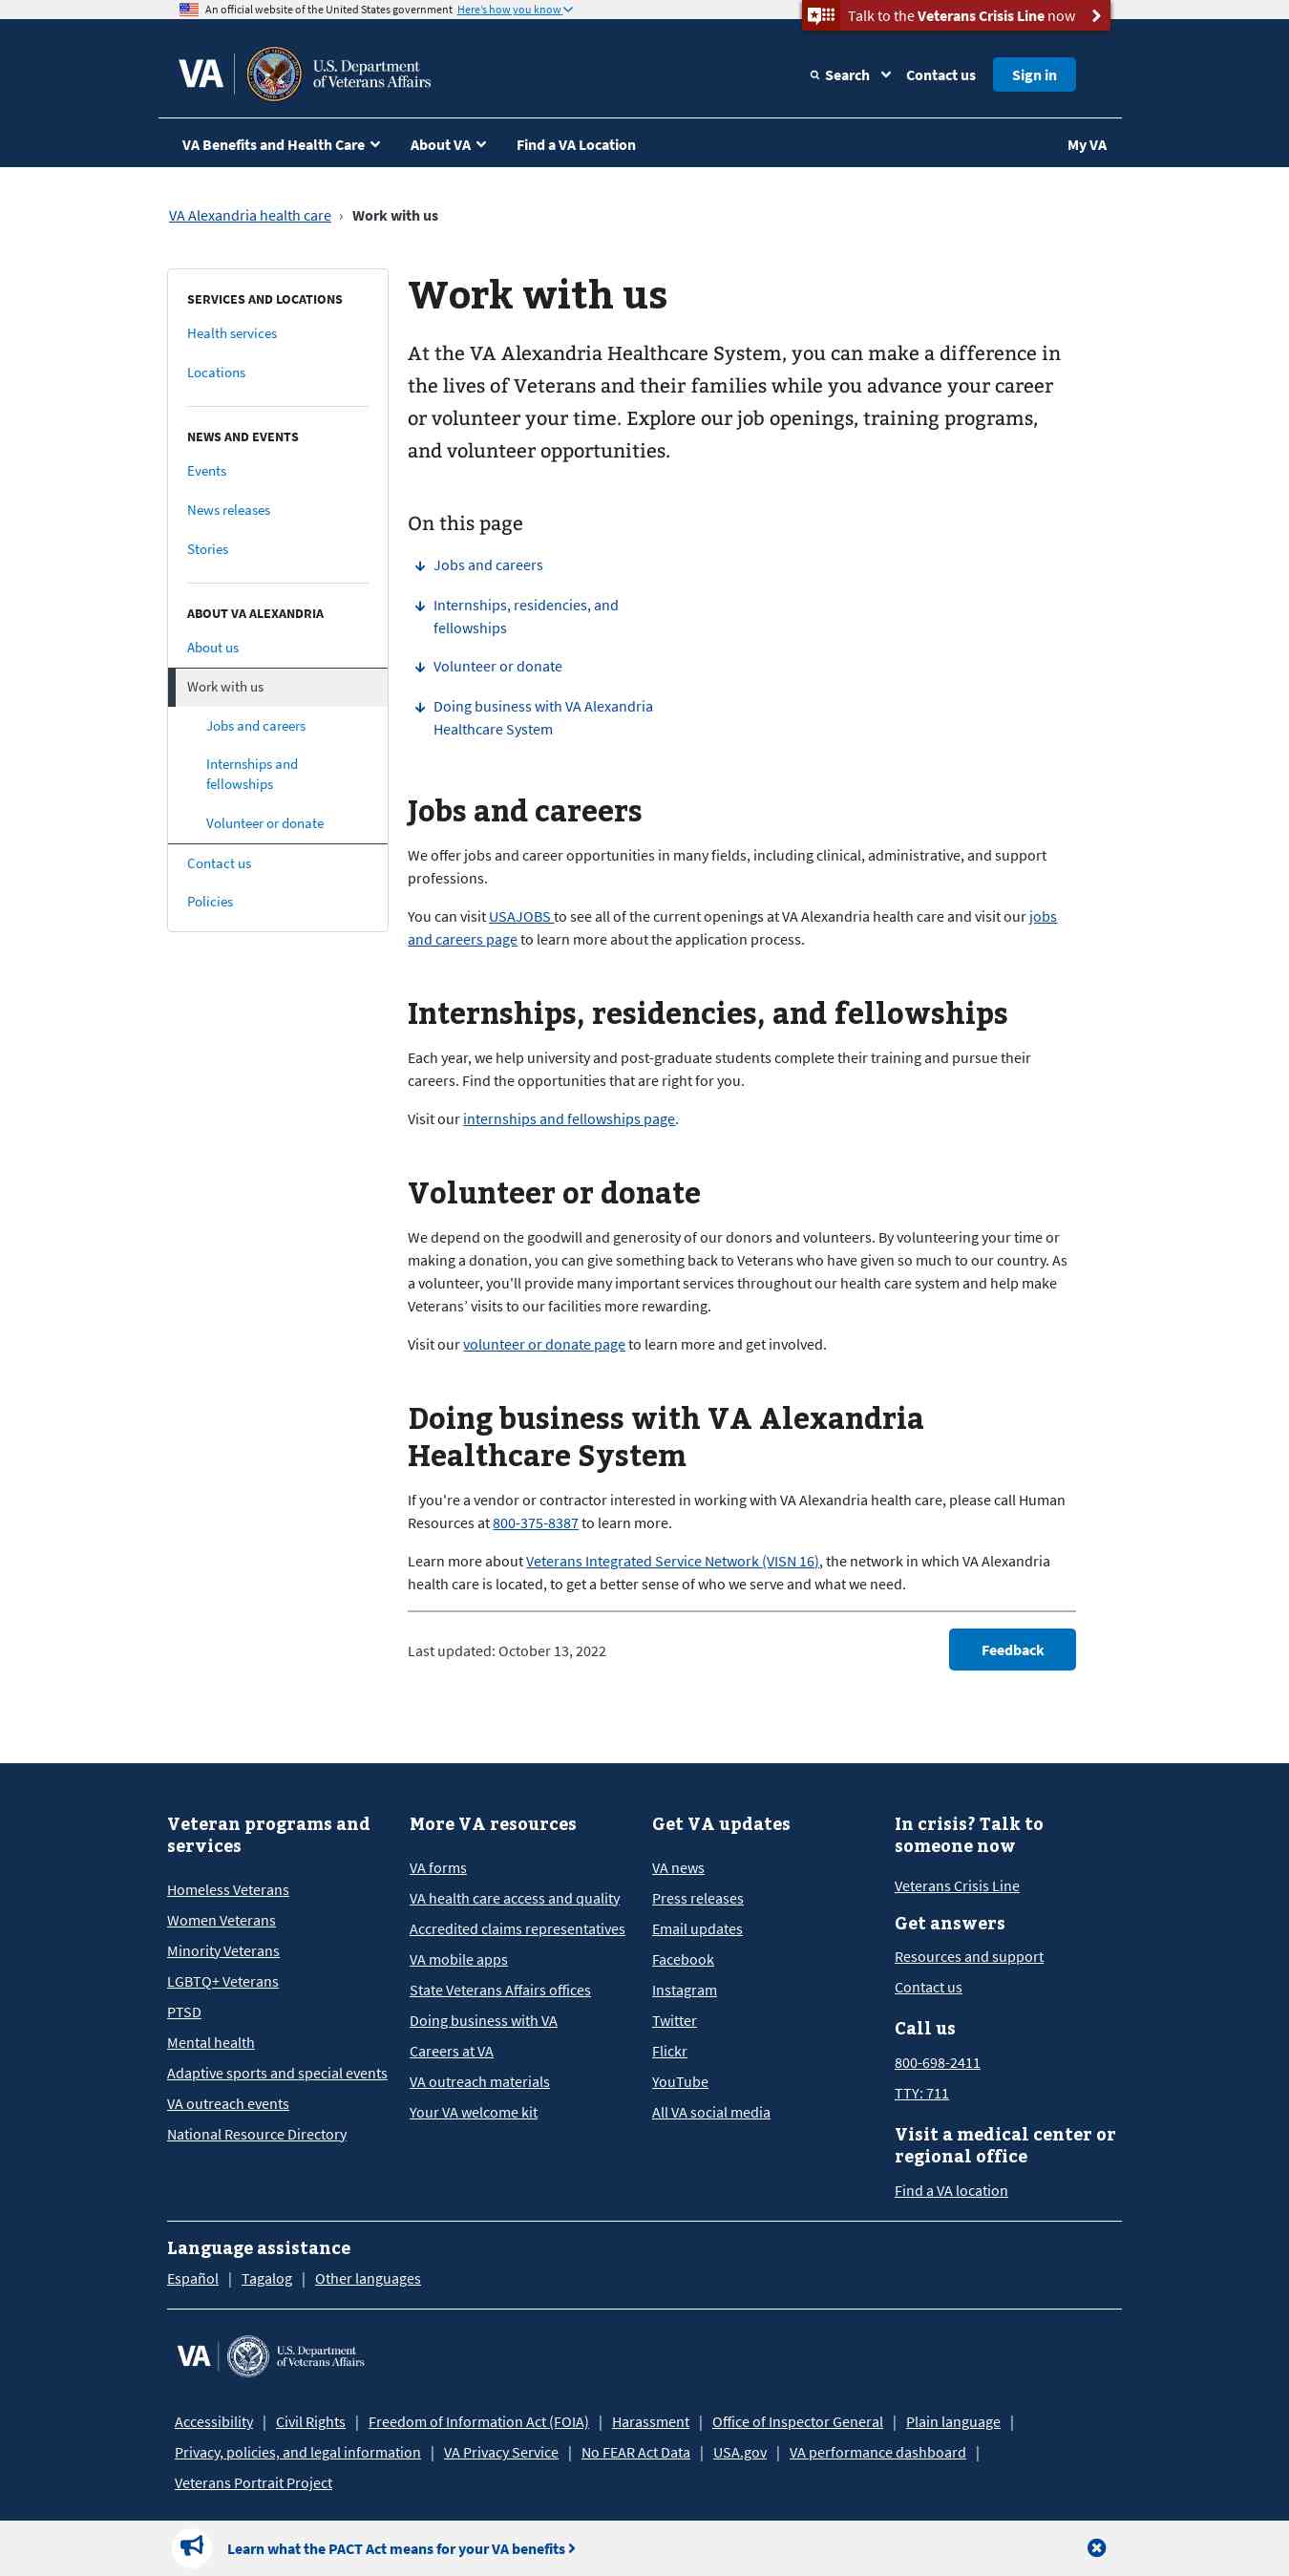 An official website of the United States government Here's how you know
Talk to the Veterans Crisis Line now
VA
U.S. Department
of Veterans Affairs
Search
Contact us
Sign in
VA Benefits and Health Care
About VA
Find a VA Location
My VA
VA Alexandria health care › Work with us
SERVICES AND LOCATIONS
Health services
Locations
NEWS AND EVENTS
Events
News releases
Stories
ABOUT VA ALEXANDRIA
About us
Work with us
Jobs and careers
Internships and
fellowships
Volunteer or donate
Contact us
Policies
Work with us
At the VA Alexandria Healthcare System, you can make a difference in
the lives of Veterans and their families while you advance your career
or volunteer your time. Explore our job openings, training programs,
and volunteer opportunities.
On this page
Jobs and careers
Internships, residencies, and
fellowships
Volunteer or donate
Doing business with VA Alexandria
Healthcare System
Jobs and careers
We offer jobs and career opportunities in many fields, including clinical, administrative, and support
professions.
You can visit USAJOBS to see all of the current openings at VA Alexandria health care and visit our jobs
and careers page to learn more about the application process.
Internships, residencies, and fellowships
Each year, we help university and post-graduate students complete their training and pursue their
careers. Find the opportunities that are right for you.
Visit our internships and fellowships page.
Volunteer or donate
We depend on the goodwill and generosity of our donors and volunteers. By volunteering your time or
making a donation, you can give something back to Veterans who have given so much to our country. As
a volunteer, you'll provide many important services throughout our health care system and help make
Veterans’ visits to our facilities more rewarding.
Visit our volunteer or donate page to learn more and get involved.
Doing business with VA Alexandria
Healthcare System
If you're a vendor or contractor interested in working with VA Alexandria health care, please call Human
Resources at 800-375-8387 to learn more.
Learn more about Veterans Integrated Service Network (VISN 16), the network in which VA Alexandria
health care is located, to get a better sense of who we serve and what we need.
Last updated: October 13, 2022
Feedback
Veteran programs and
services
Homeless Veterans
Women Veterans
Minority Veterans
LGBTQ+ Veterans
PTSD
Mental health
Adaptive sports and special events
VA outreach events
National Resource Directory
More VA resources
VA forms
VA health care access and quality
Accredited claims representatives
VA mobile apps
State Veterans Affairs offices
Doing business with VA
Careers at VA
VA outreach materials
Your VA welcome kit
Get VA updates
VA news
Press releases
Email updates
Facebook
Instagram
Twitter
Flickr
YouTube
All VA social media
In crisis? Talk to
someone now
Veterans Crisis Line
Get answers
Resources and support
Contact us
Call us
800-698-2411
TTY: 711
Visit a medical center or
regional office
Find a VA location
Language assistance
Español | Tagalog | Other languages
VA
U.S. Department
of Veterans Affairs
Accessibility | Civil Rights | Freedom of Information Act (FOIA) | Harassment | Office of Inspector General | Plain language |
Privacy, policies, and legal information | VA Privacy Service | No FEAR Act Data | USA.gov | VA performance dashboard |
Veterans Portrait Project
Learn what the PACT Act means for your VA benefits